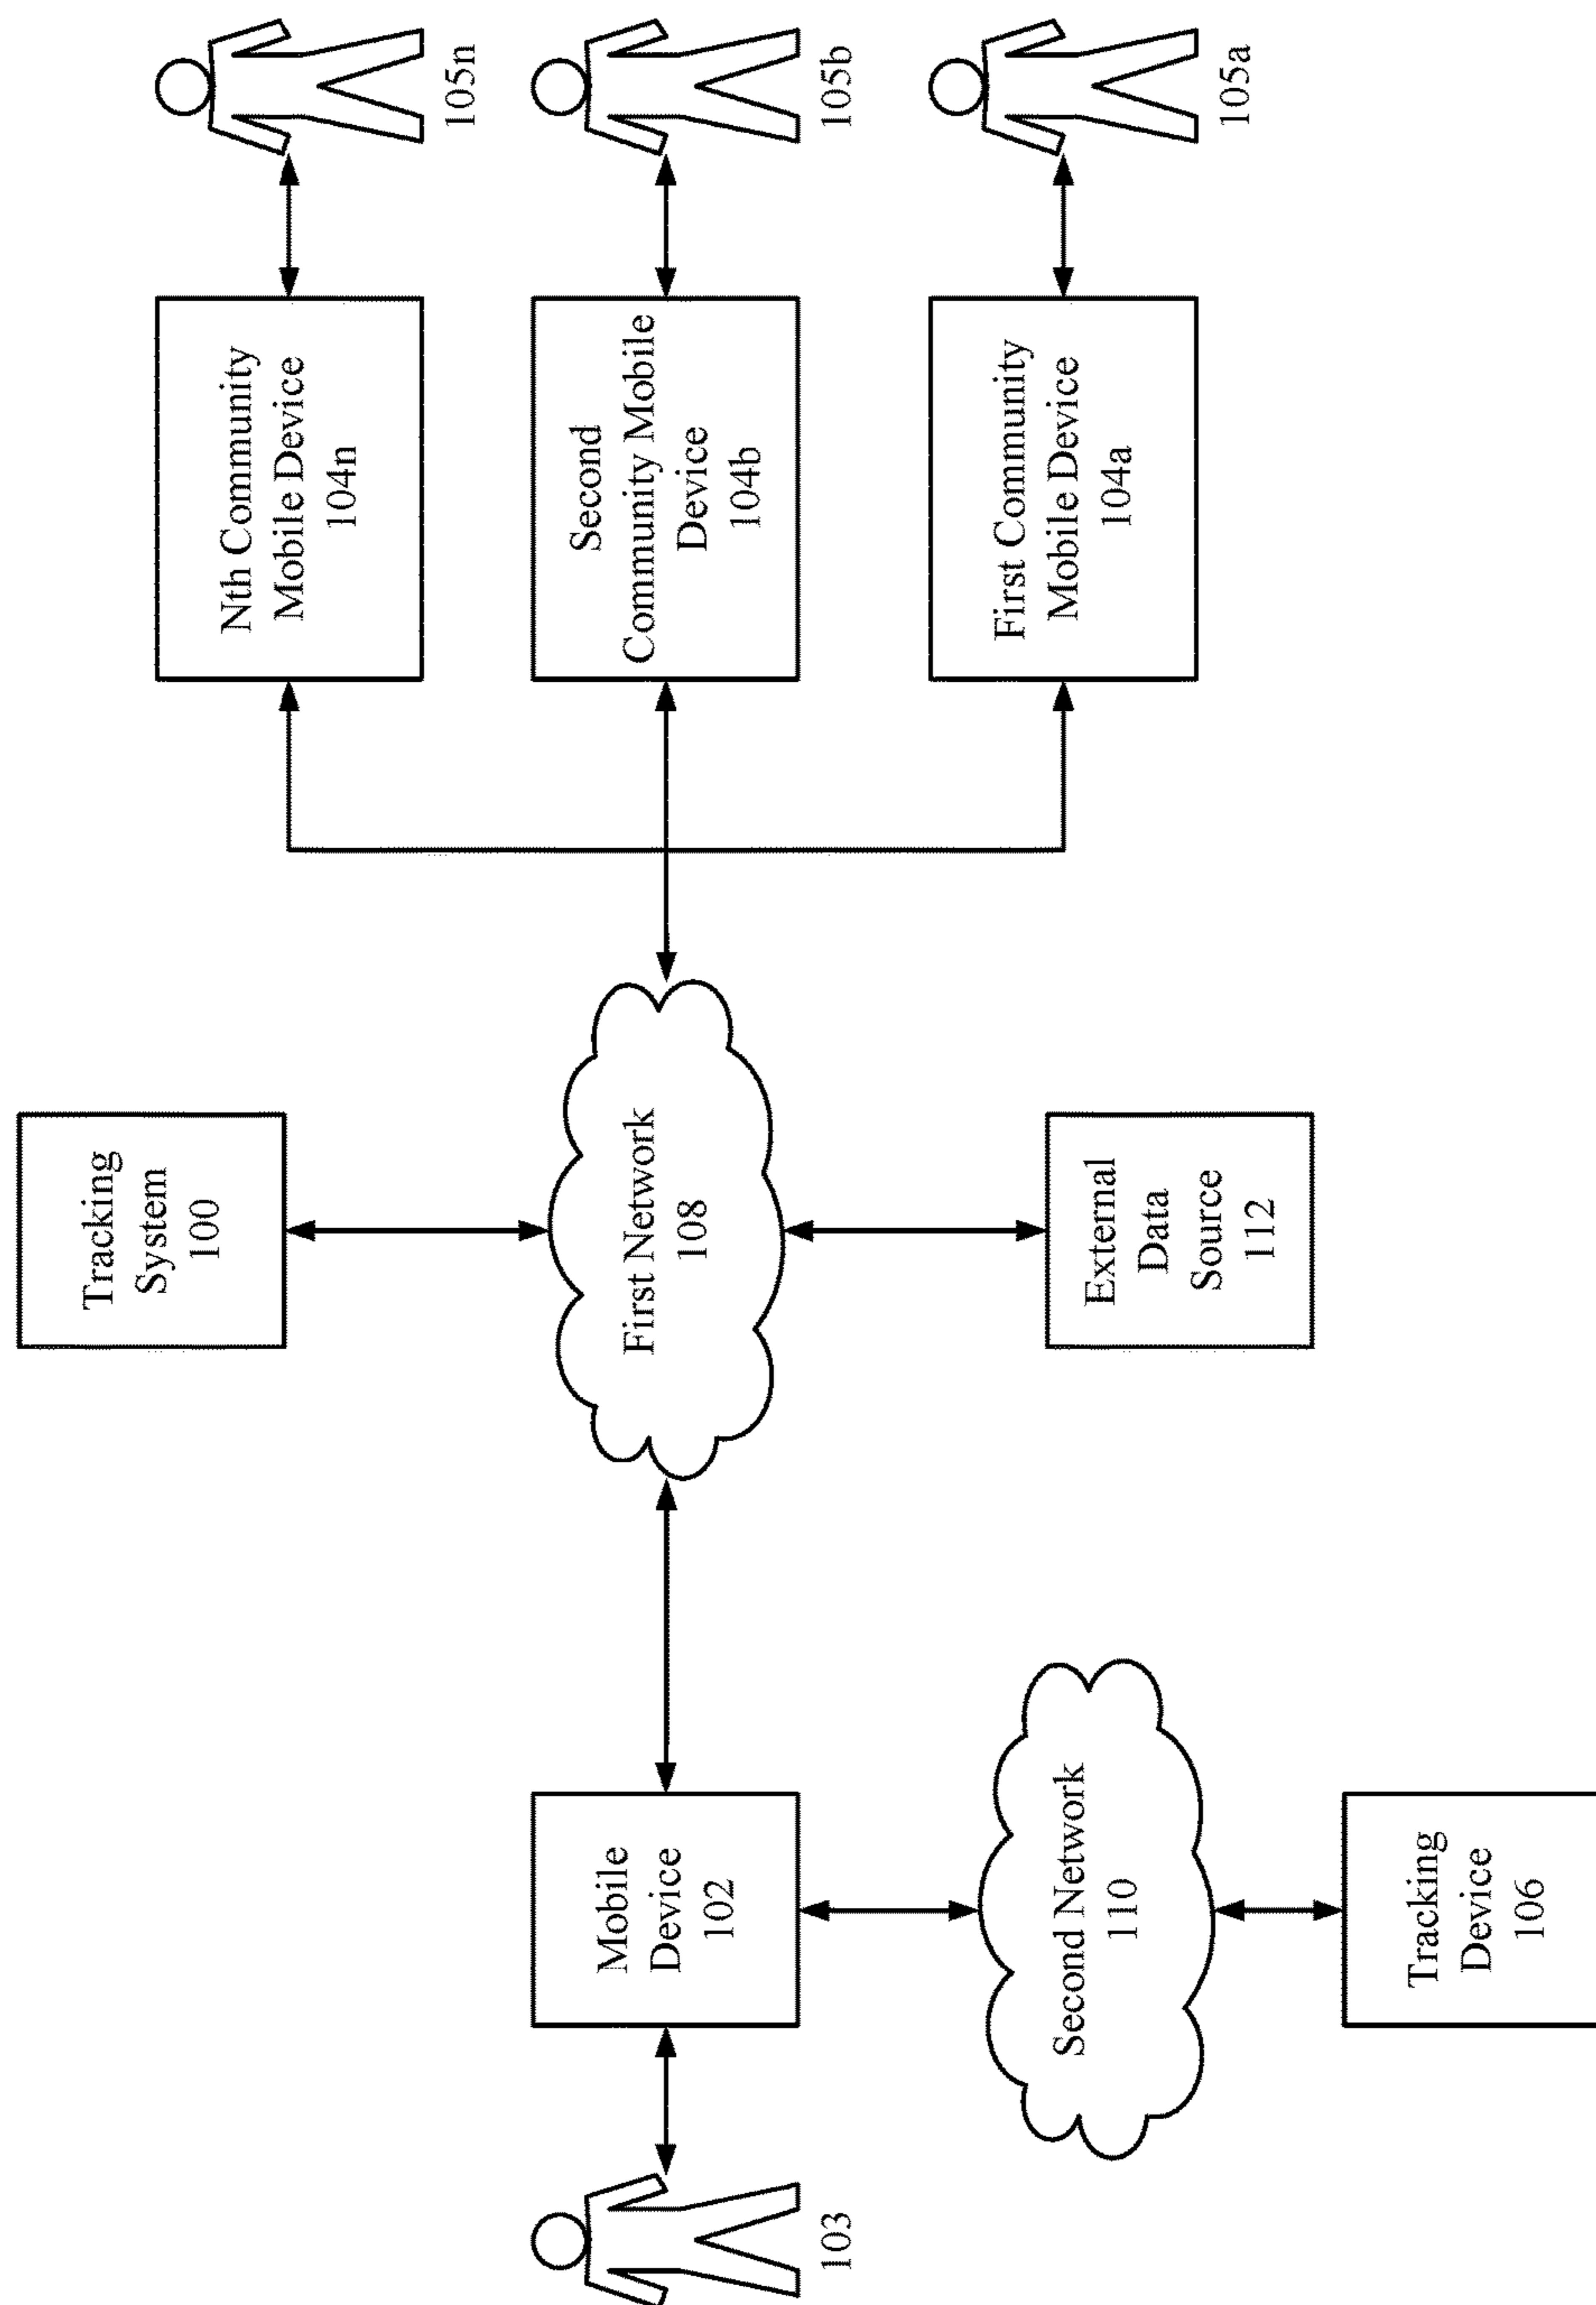 Tracking
System
100
Nth Community
Mobile Device
104n
105n
103
Mobile
Device
102
First Network
108
Second
Community Mobile
Device
104b
105b
Second Network
110
External
Data
Source
112
First Community
Mobile Device
104a
105a
Tracking
Device
106